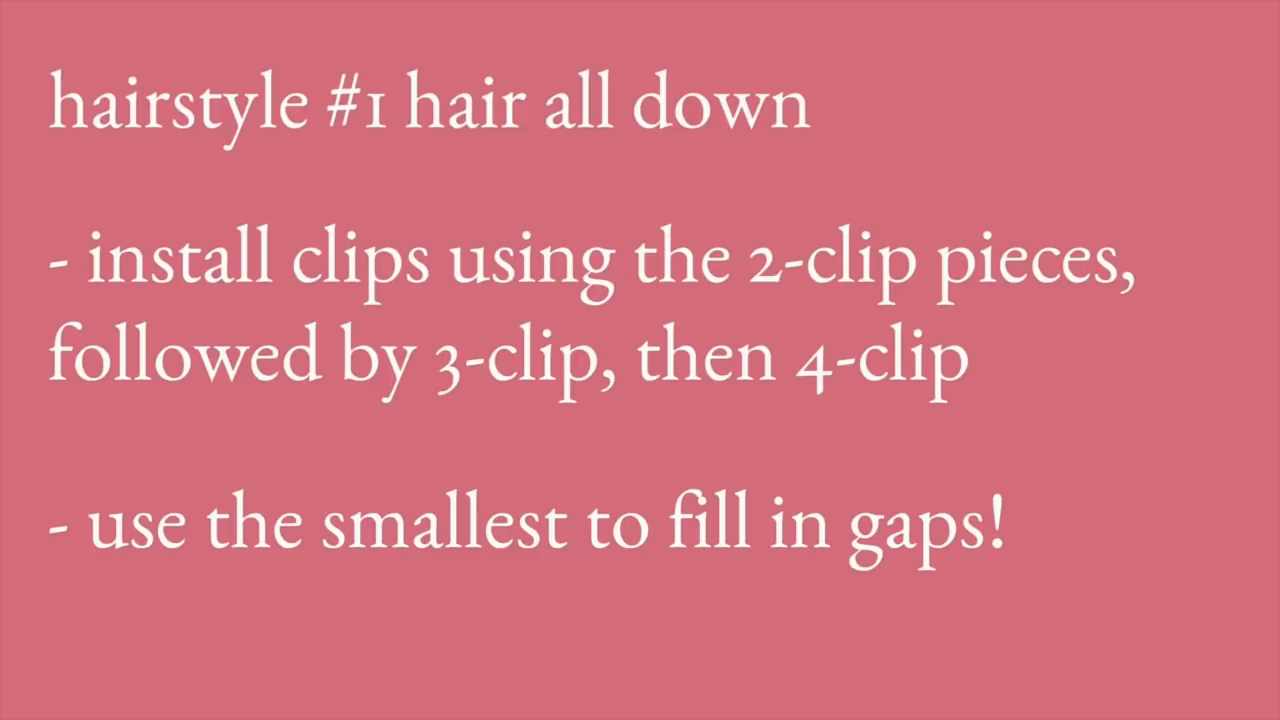 hairstyle #1 hair all down
- install clips using the 2-clip pieces,
followed by 3-clip, then 4-clip
- use the smallest to fill in gaps!